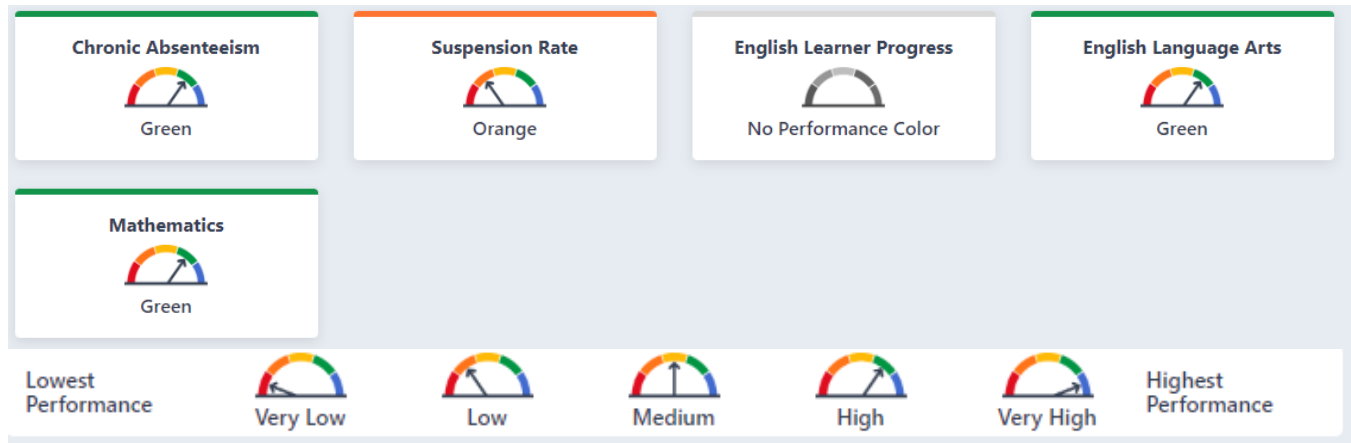 Chronic Absenteeism
Green
Suspension Rate
Orange
English Learner Progress
No Performance Color
English Language Arts
Green
Mathematics
Green
Lowest
Performance
Very Low
Low
Medium
High
Very High
Highest
Performance